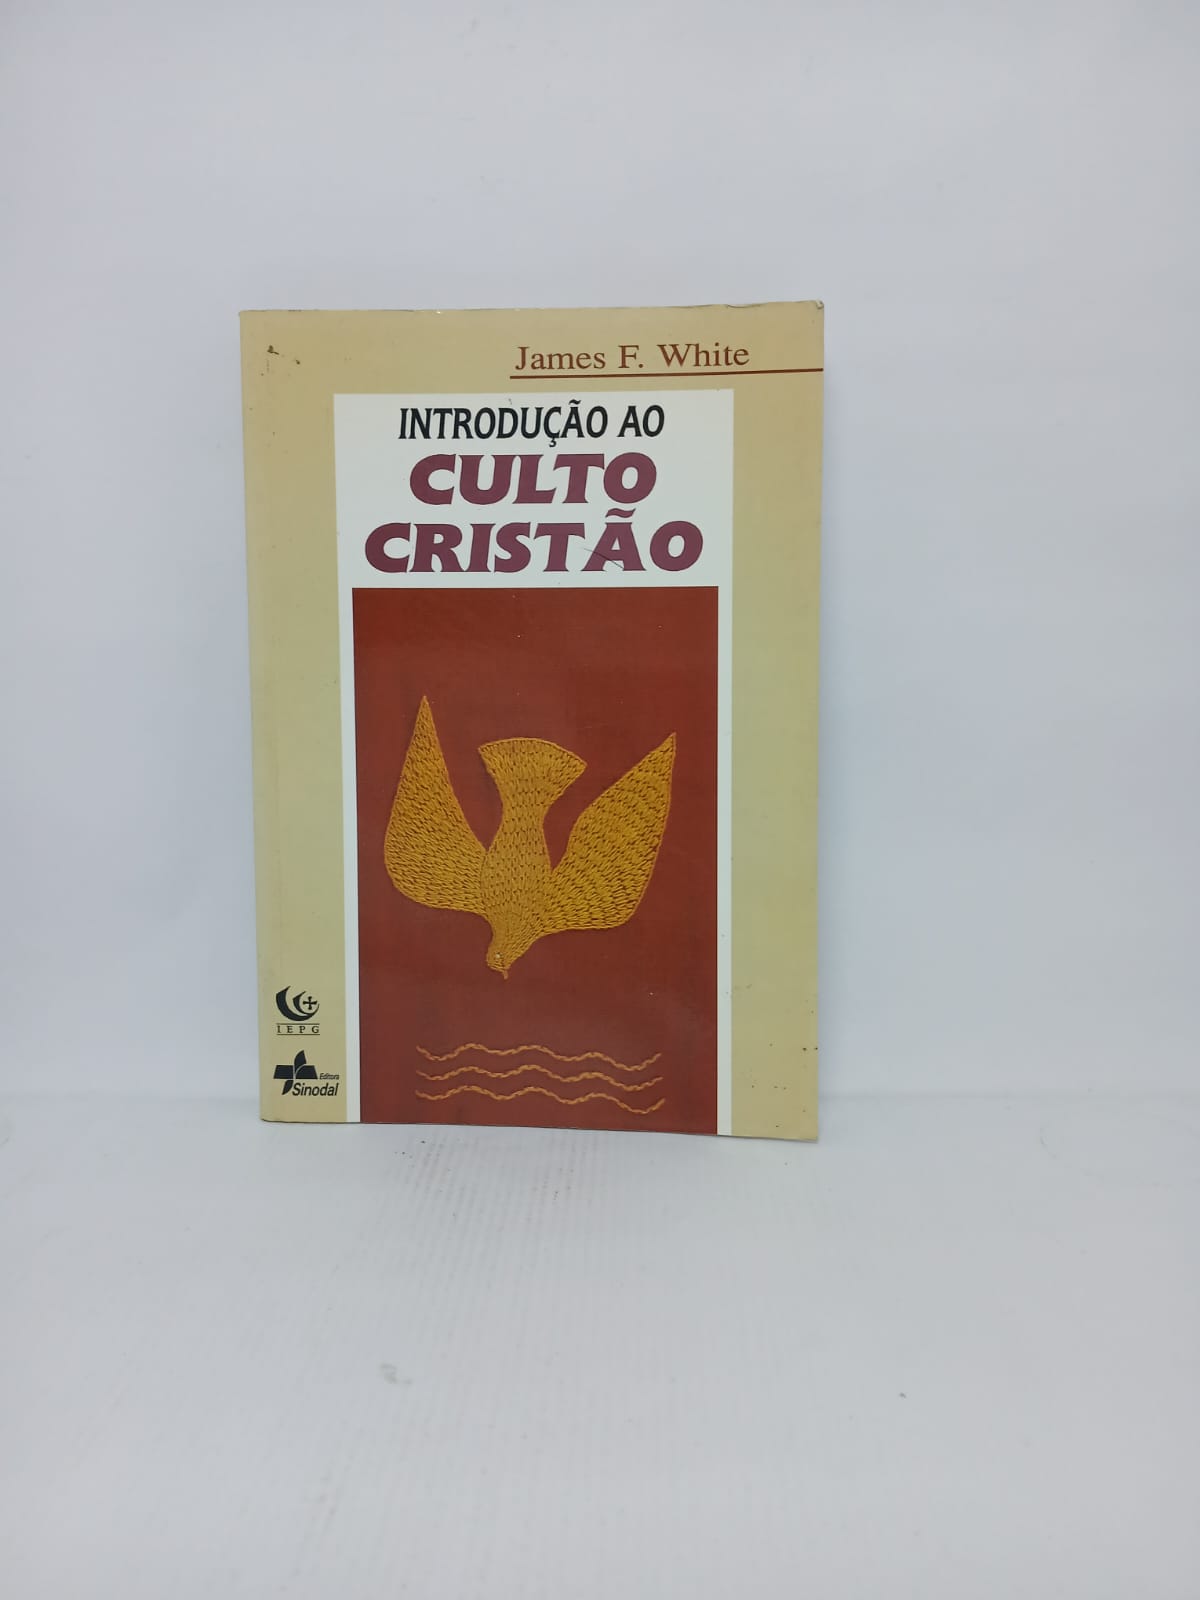 James F. White
INTRODUÇÃO AO
CULTO
CRISTÃO
IEPG
Editora
Sinodal